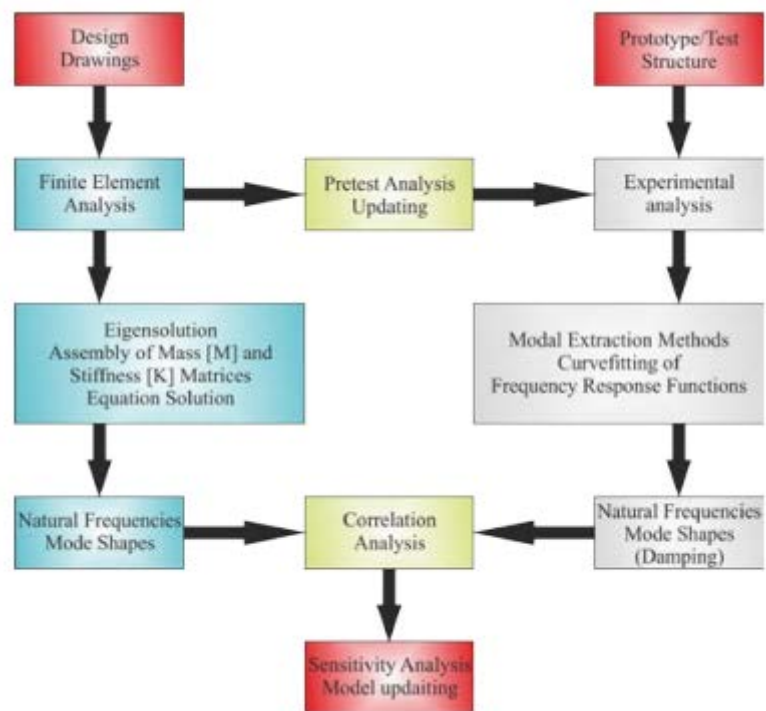 Design
Drawings
Prototype/Test
Structure
Finite Element
Analysis
Pretest Analysis
Updating
Experimental
analysis
Eigensolution
Assembly of Mass [M] and
Stiffness [K] Matrices
Equation Solution
Modal Extraction Methods
Curvefitting of
Frequency Response Functions
Natural Frequencies
Mode Shapes
Correlation
Analysis
Natural Frequencies
Mode Shapes
(Damping)
Sensitivity Analysis
Model updaiting